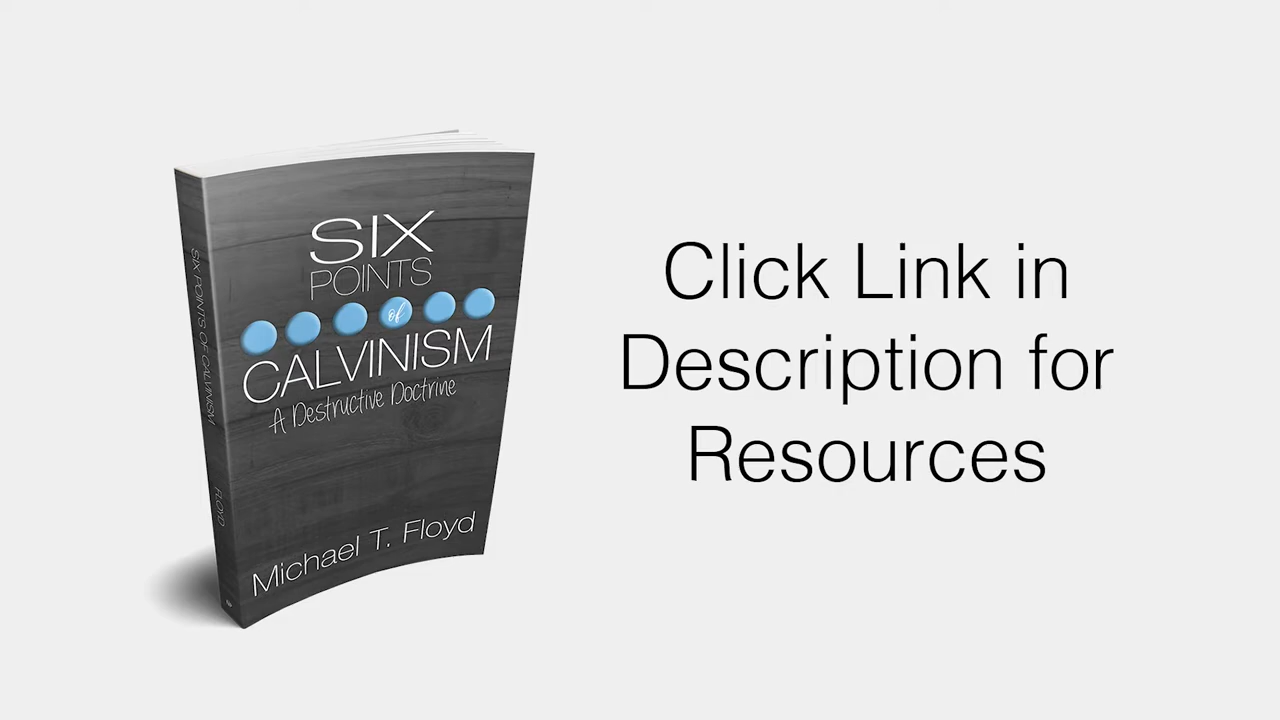 SIX
POINTS
of
CALVINISM
A Destructive Doctrine
Michael T. Floyd
SIX POINTS OF CALVINISM
FLOYD
Click Link in
Description for
Resources